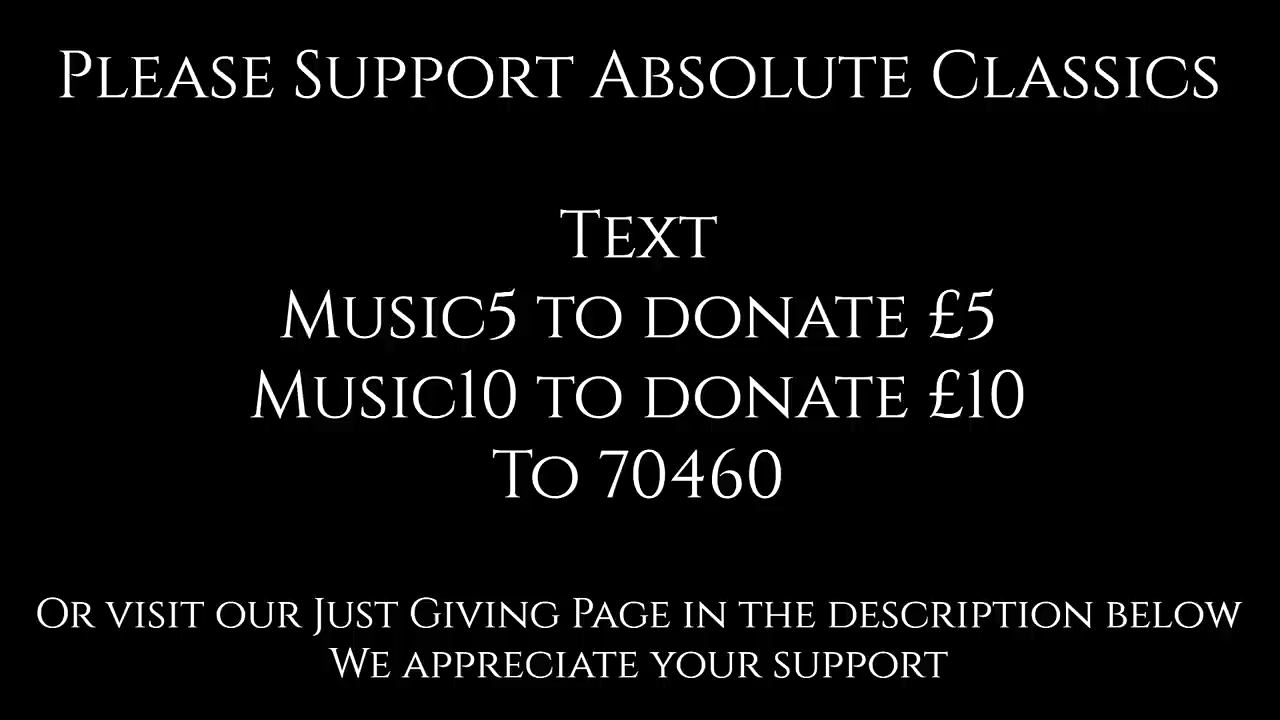 Please Support Absolute Classics
Text
Music5 to donate £5
Music10 to donate £10
To 70460
Or visit our Just Giving Page in the description below
We appreciate your support